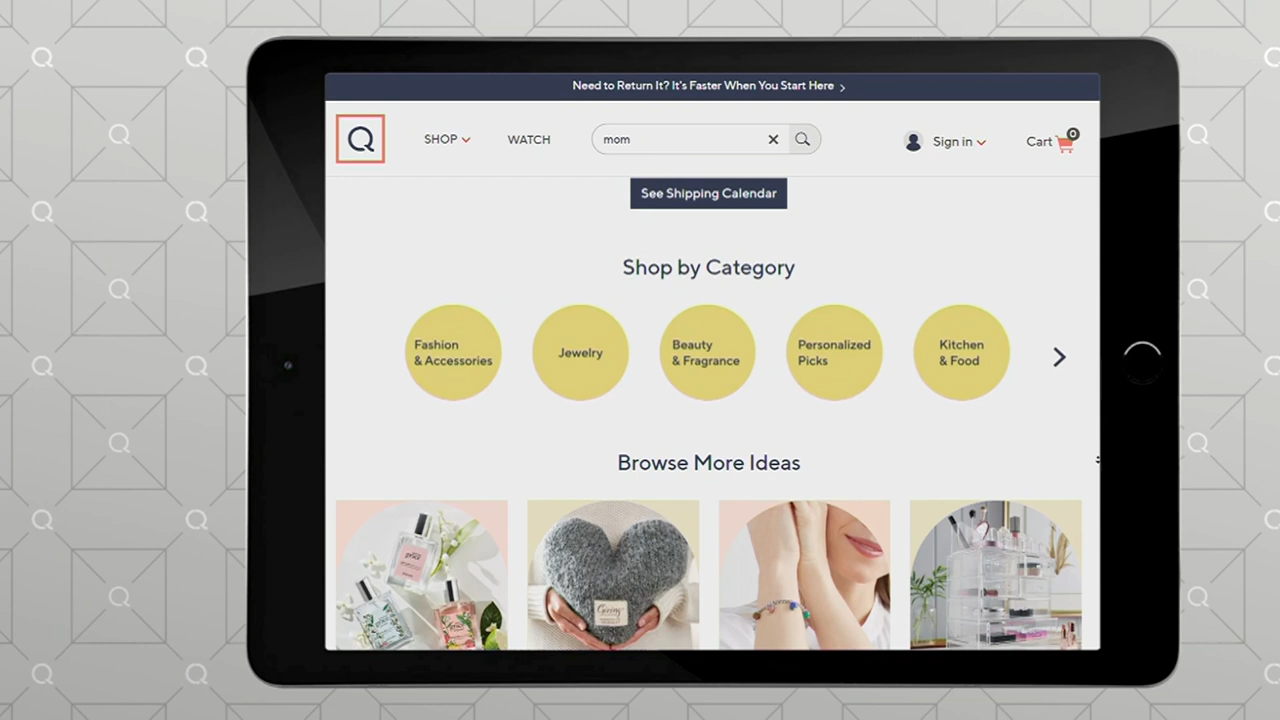 Need to Return It? It's Faster When You Start Here >
Q
SHOP
WATCH
mom
Sign in
Cart
0
See Shipping Calendar
Shop by Category
Fashion
& Accessories
Jewelry
Beauty
& Fragrance
Personalized
Picks
Kitchen
& Food
Browse More Ideas
Giving